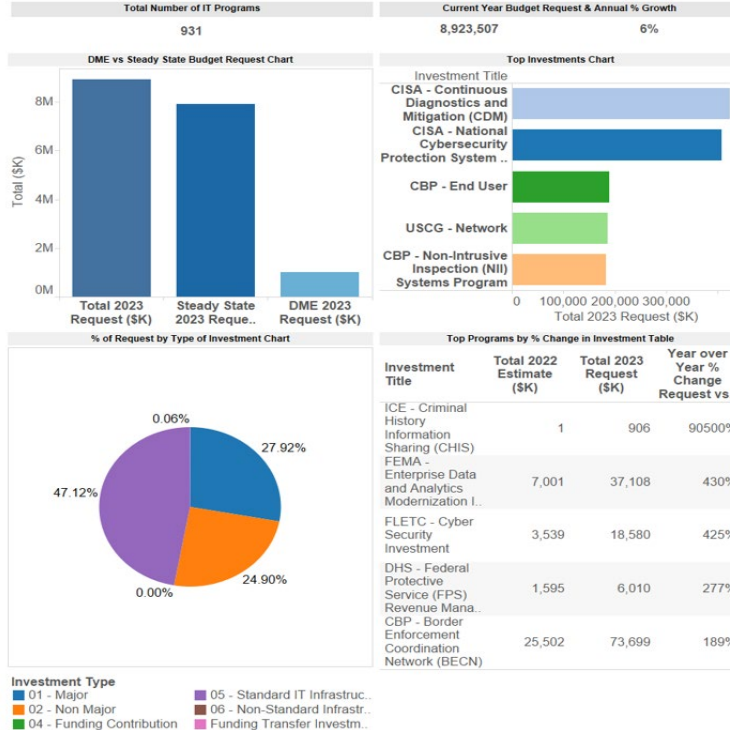 Total Number of IT Programs
931
Current Year Budget Request & Annual % Growth
8,923,507 6%
DME vs Steady State Budget Request Chart
Total ($K)
8M
6M
4M
2M
0M
Total 2023
Request ($K)
Steady State
2023 Reque..
DME 2023
Request ($K)
Top Investments Chart
Investment Title
CISA - Continuous
Diagnostics and
Mitigation (CDM)
CISA - National
Cybersecurity
Protection System ..
CBP - End User
USCG - Network
CBP - Non-Intrusive
Inspection (NII)
Systems Program
0 100,000 200,000 300,000
Total 2023 Request ($K)
% of Request by Type of Investment Chart
0.06%
27.92%
47.12%
24.90%
0.00%
Investment Type
01 - Major
02 - Non Major
04 - Funding Contribution
05 - Standard IT Infrastruc..
06 - Non-Standard Infrastr..
Funding Transfer Investm..
Top Programs by % Change in Investment Table
Investment
Title
Total 2022
Estimate
($K)
Total 2023
Request
($K)
Year over
Year %
Change
Request vs.
ICE - Criminal
History
Information
Sharing (CHIS)
1 906 90500%
FEMA -
Enterprise Data
and Analytics
Modernization I..
7,001 37,108 430%
FLETC - Cyber
Security
Investment
3,539 18,580 425%
DHS - Federal
Protective
Service (FPS)
Revenue Mana..
1,595 6,010 277%
CBP - Border
Enforcement
Coordination
Network (BECN)
25,502 73,699 189%